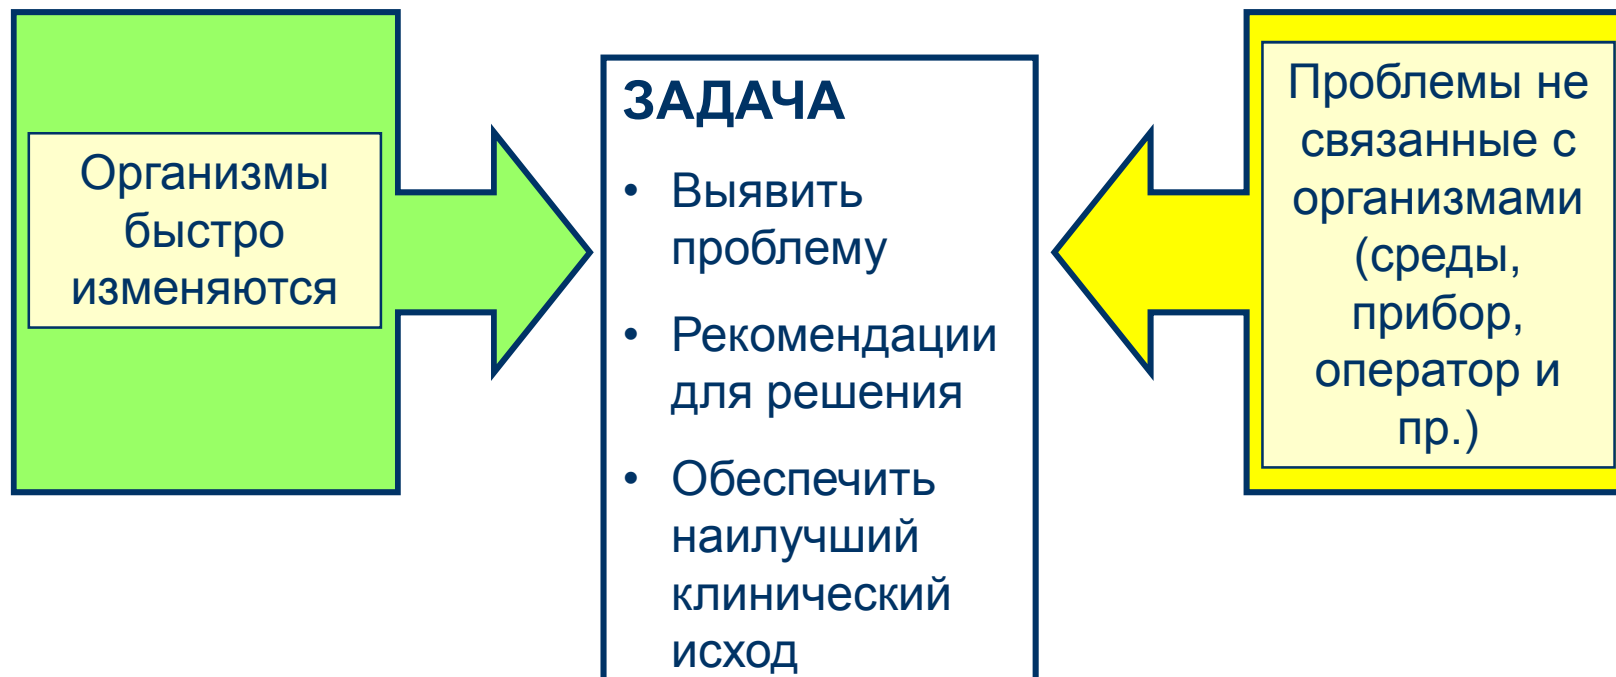 Организмы
быстро
изменяются
ЗАДАЧА
• Выявить
проблему
• Рекомендации
для решения
• Обеспечить
наилучший
клинический
исход
Проблемы не
связанные с
организмами
(среды,
прибор,
оператор и
пр.)